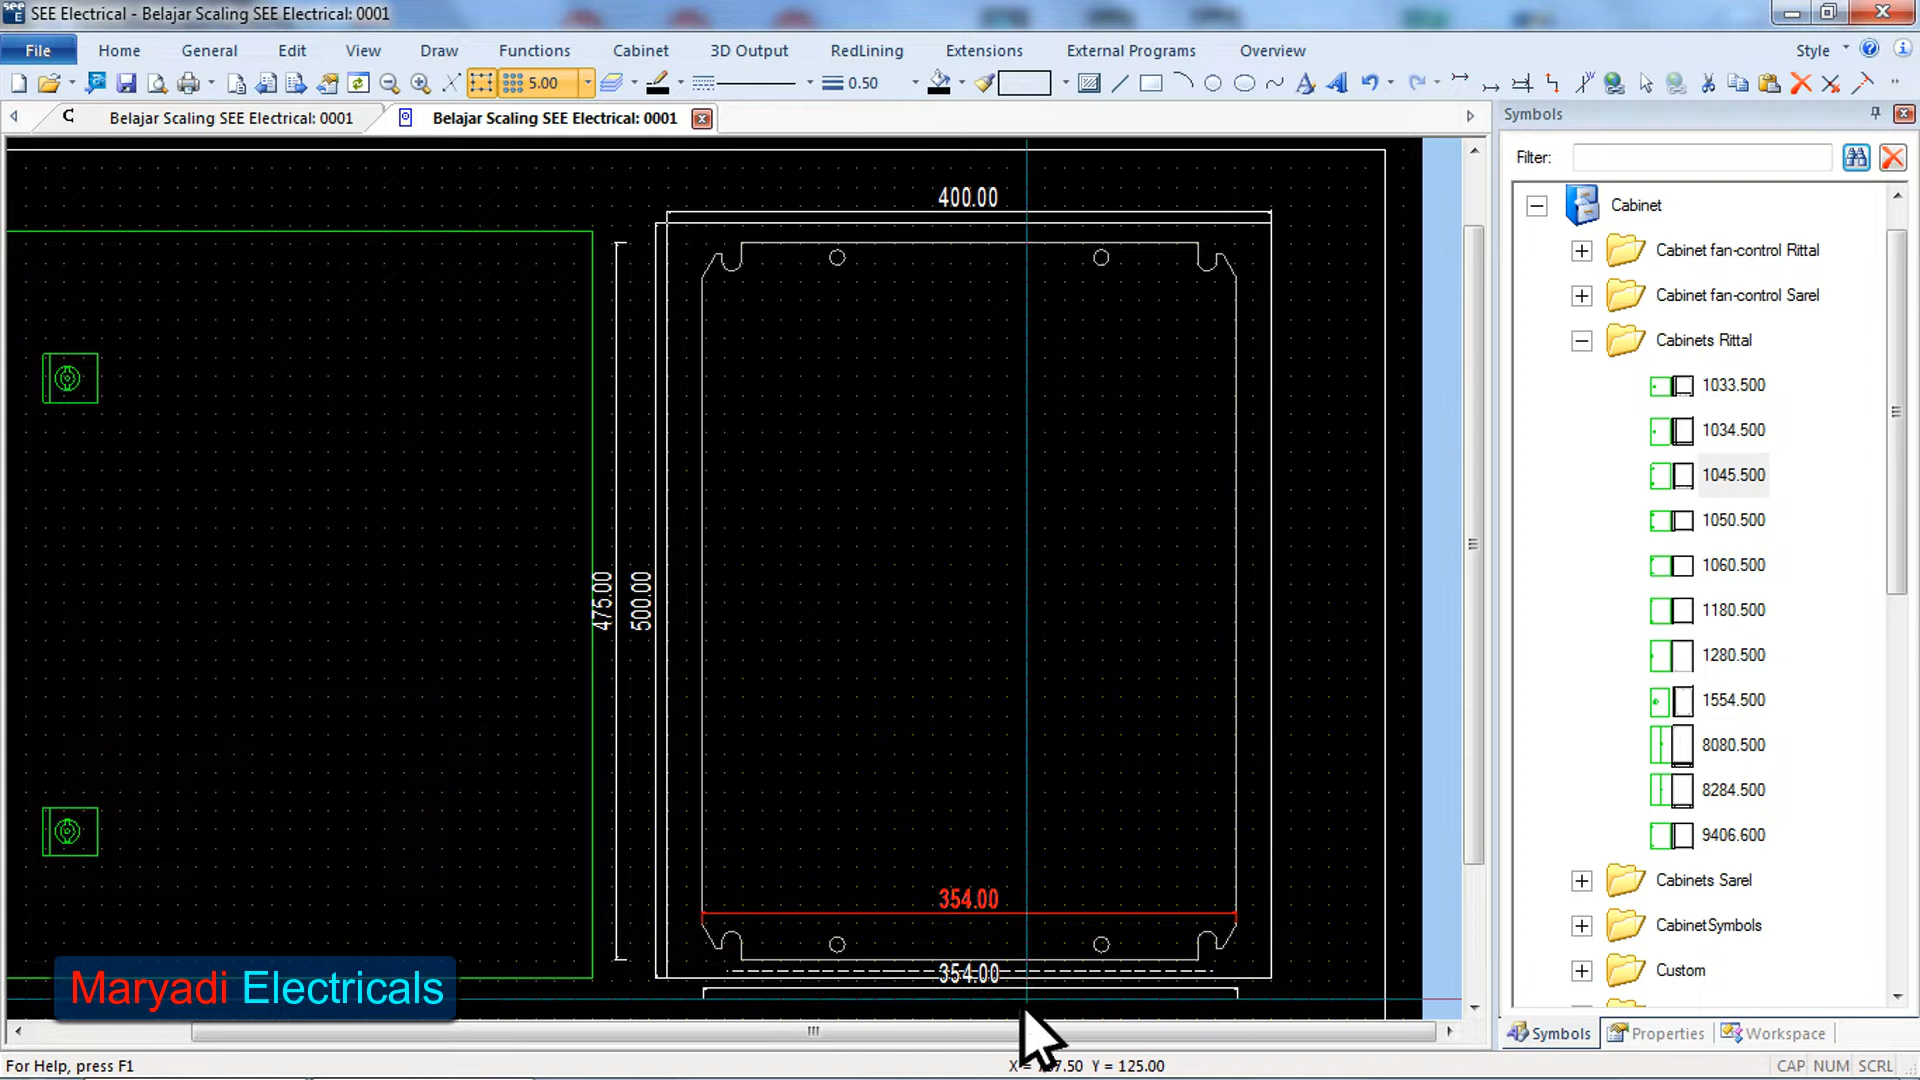 SEE Electrical - Belajar Scaling SEE Electrical: 0001
File Home General Edit View Draw Functions Cabinet 3D Output RedLining Extensions External Programs Overview Style
5.00 0.50
Belajar Scaling SEE Electrical: 0001 Belajar Scaling SEE Electrical: 0001
Symbols
Filter:
Cabinet
Cabinet fan-control Rittal
Cabinet fan-control Sarel
Cabinets Rittal
1033.500
1034.500
1045.500
1050.500
1060.500
1180.500
1280.500
1554.500
8080.500
8284.500
9406.600
Cabinets Sarel
CabinetSymbols
Custom
Symbols Properties Workspace
400.00
475.00
500.00
354.00
354.00
Maryadi Electricals
For Help, press F1
Y = 125.00
CAP NUM SCRL